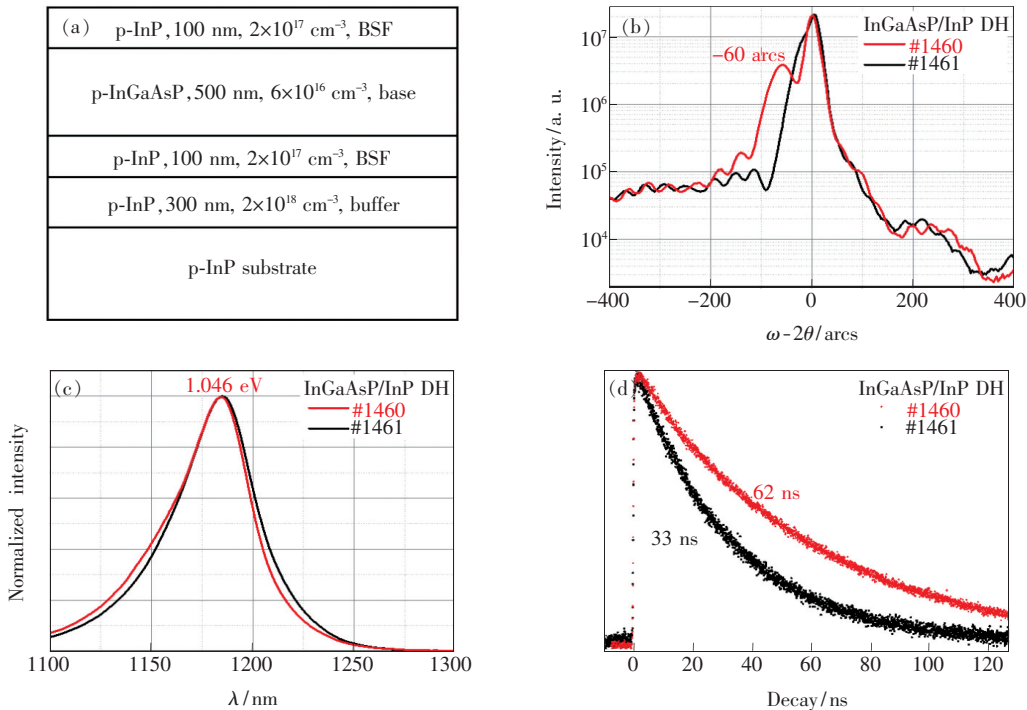 (a)
p-InP, 100 nm, 2×10¹⁷ cm⁻³, BSF
p-InGaAsP, 500 nm, 6×10¹⁶ cm⁻³, base
p-InP, 100 nm, 2×10¹⁷ cm⁻³, BSF
p-InP, 300 nm, 2×10¹⁸ cm⁻³, buffer
p-InP substrate
(b)
InGaAsP/InP DH
#1460
#1461
−60 arcs
Intensity/a. u.
10⁷
10⁶
10⁵
10⁴
−400
−200
0
200
400
ω-2θ/arcs
(c)
1.046 eV
InGaAsP/InP DH
#1460
#1461
Normalized intensity
1100
1150
1200
1250
1300
λ/nm
(d)
InGaAsP/InP DH
#1460
#1461
62 ns
33 ns
0
20
40
60
80
100
120
Decay/ns